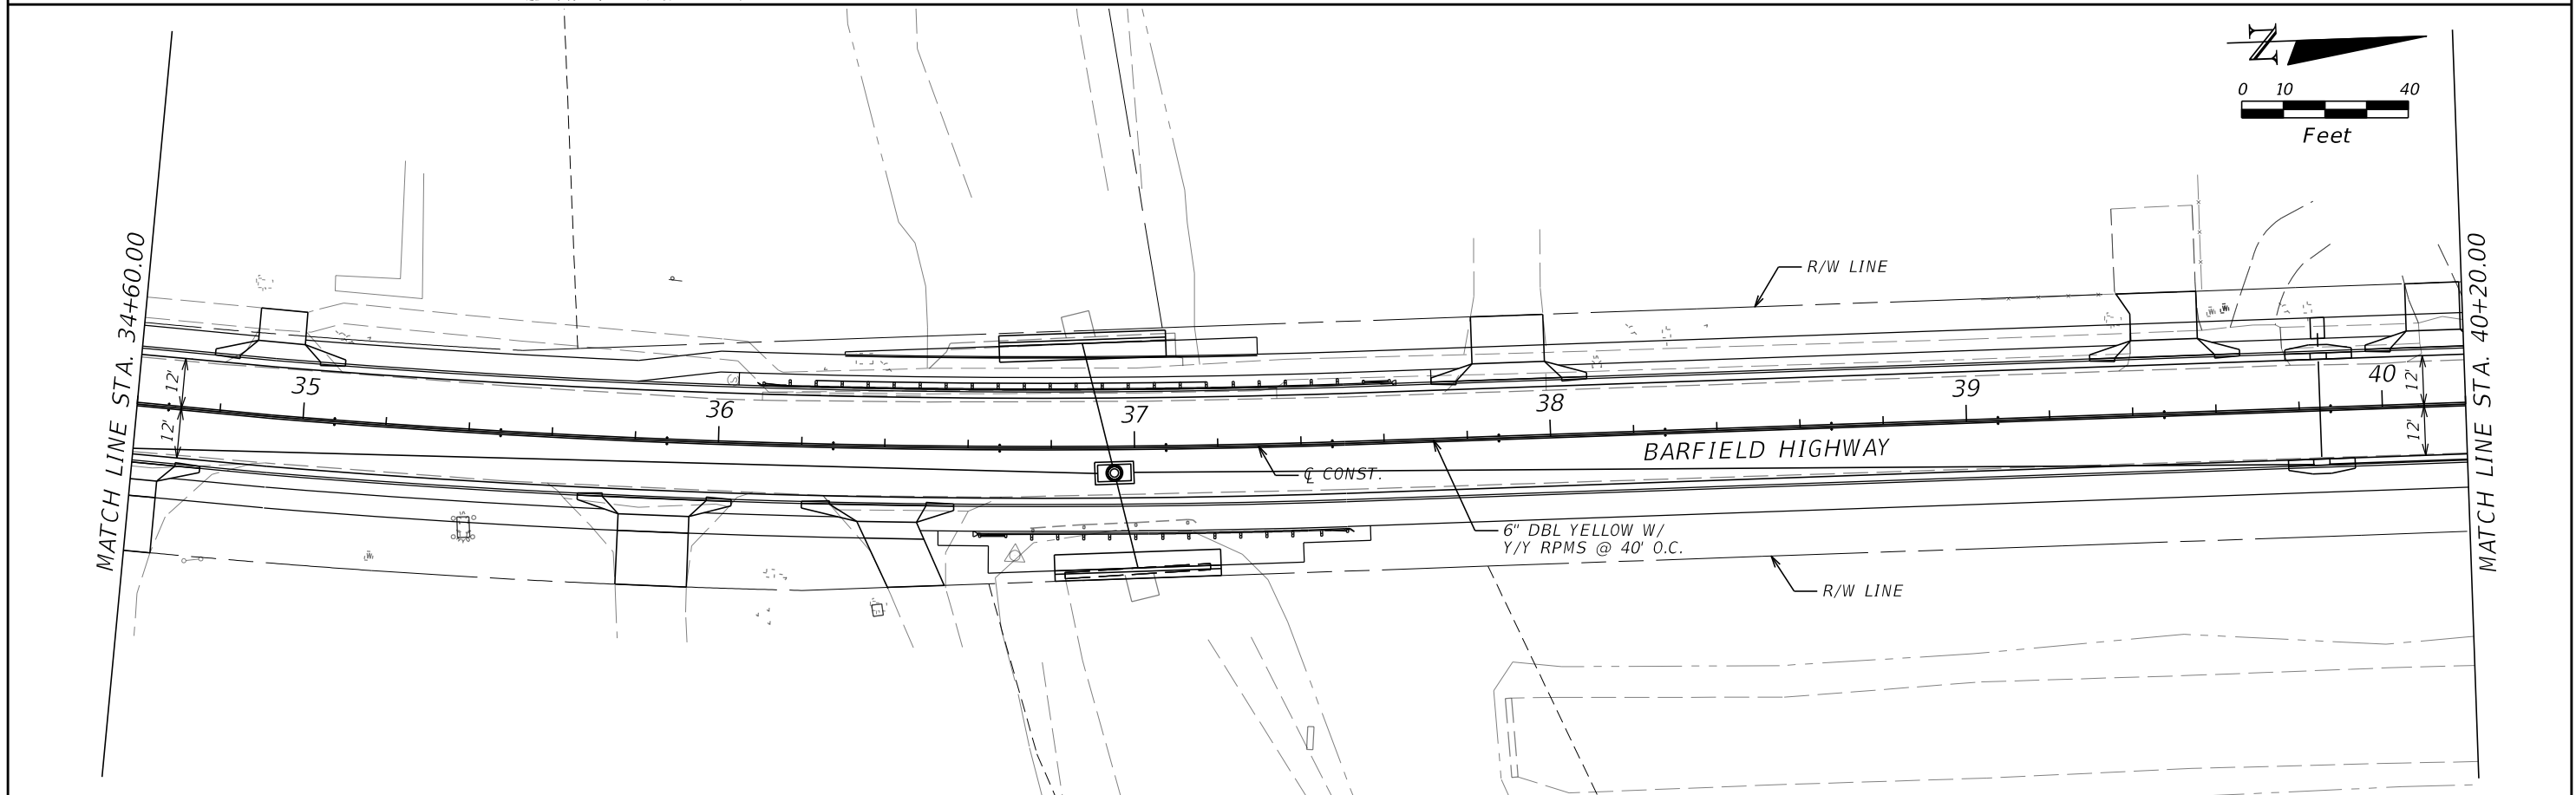 N
0 10 40
Feet
MATCH LINE STA. 34+60.00
MATCH LINE STA. 40+20.00
R/W LINE
12'
12'
35
36
37
38
39
40
12'
12'
BARFIELD HIGHWAY
℄ CONST.
6" DBL YELLOW W/
Y/Y RPMS @ 40' O.C.
R/W LINE